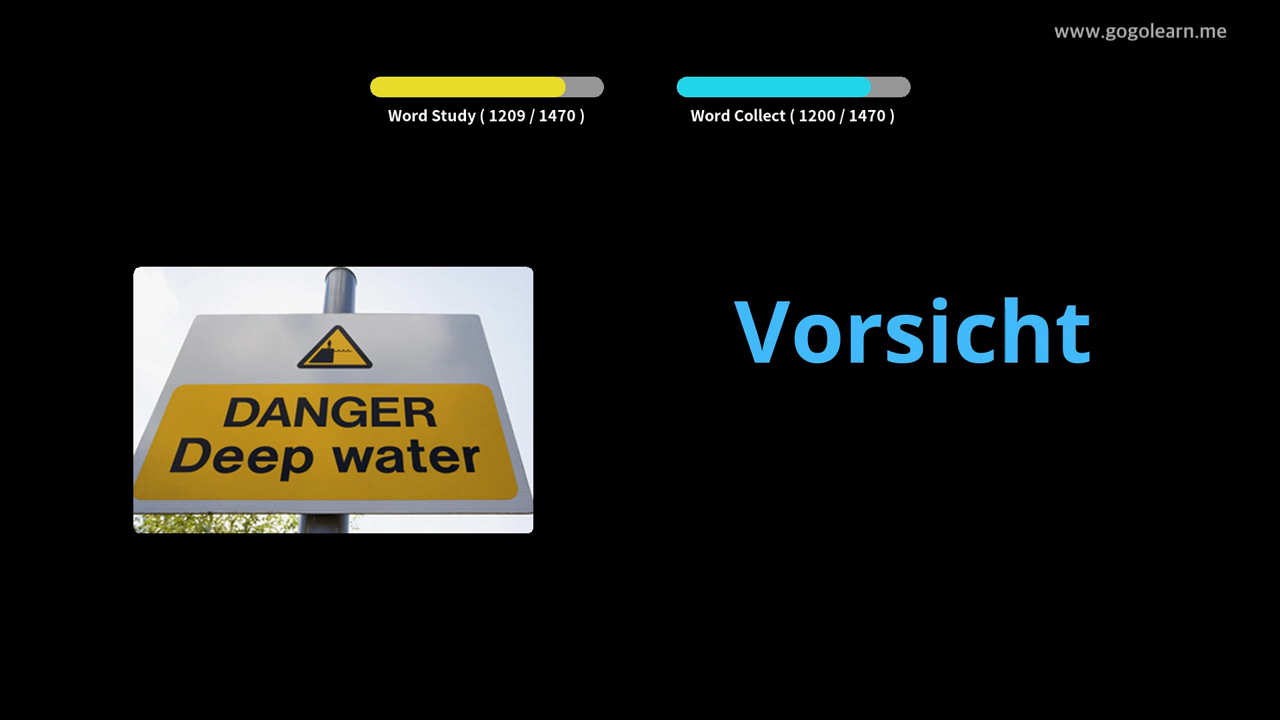 www.gogolearn.me
Word Study ( 1209 / 1470 )
Word Collect ( 1200 / 1470 )
Vorsicht
DANGER
Deep water